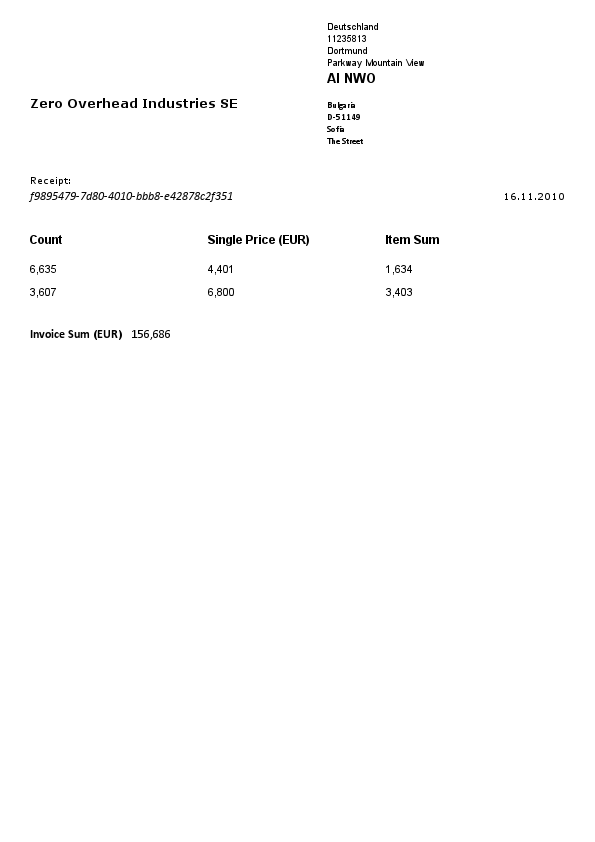 Deutschland
11235813
Dortmund
Parkway Mountain View
AI NWO
Zero Overhead Industries SE
Bulgaria
D-51149
Sofia
The Street
Receipt:
f9895479-7d80-4010-bbb8-e42878c2f351
16.11.2010
Count Single Price (EUR) Item Sum
6,635 4,401 1,634
3,607 6,800 3,403
Invoice Sum (EUR) 156,686